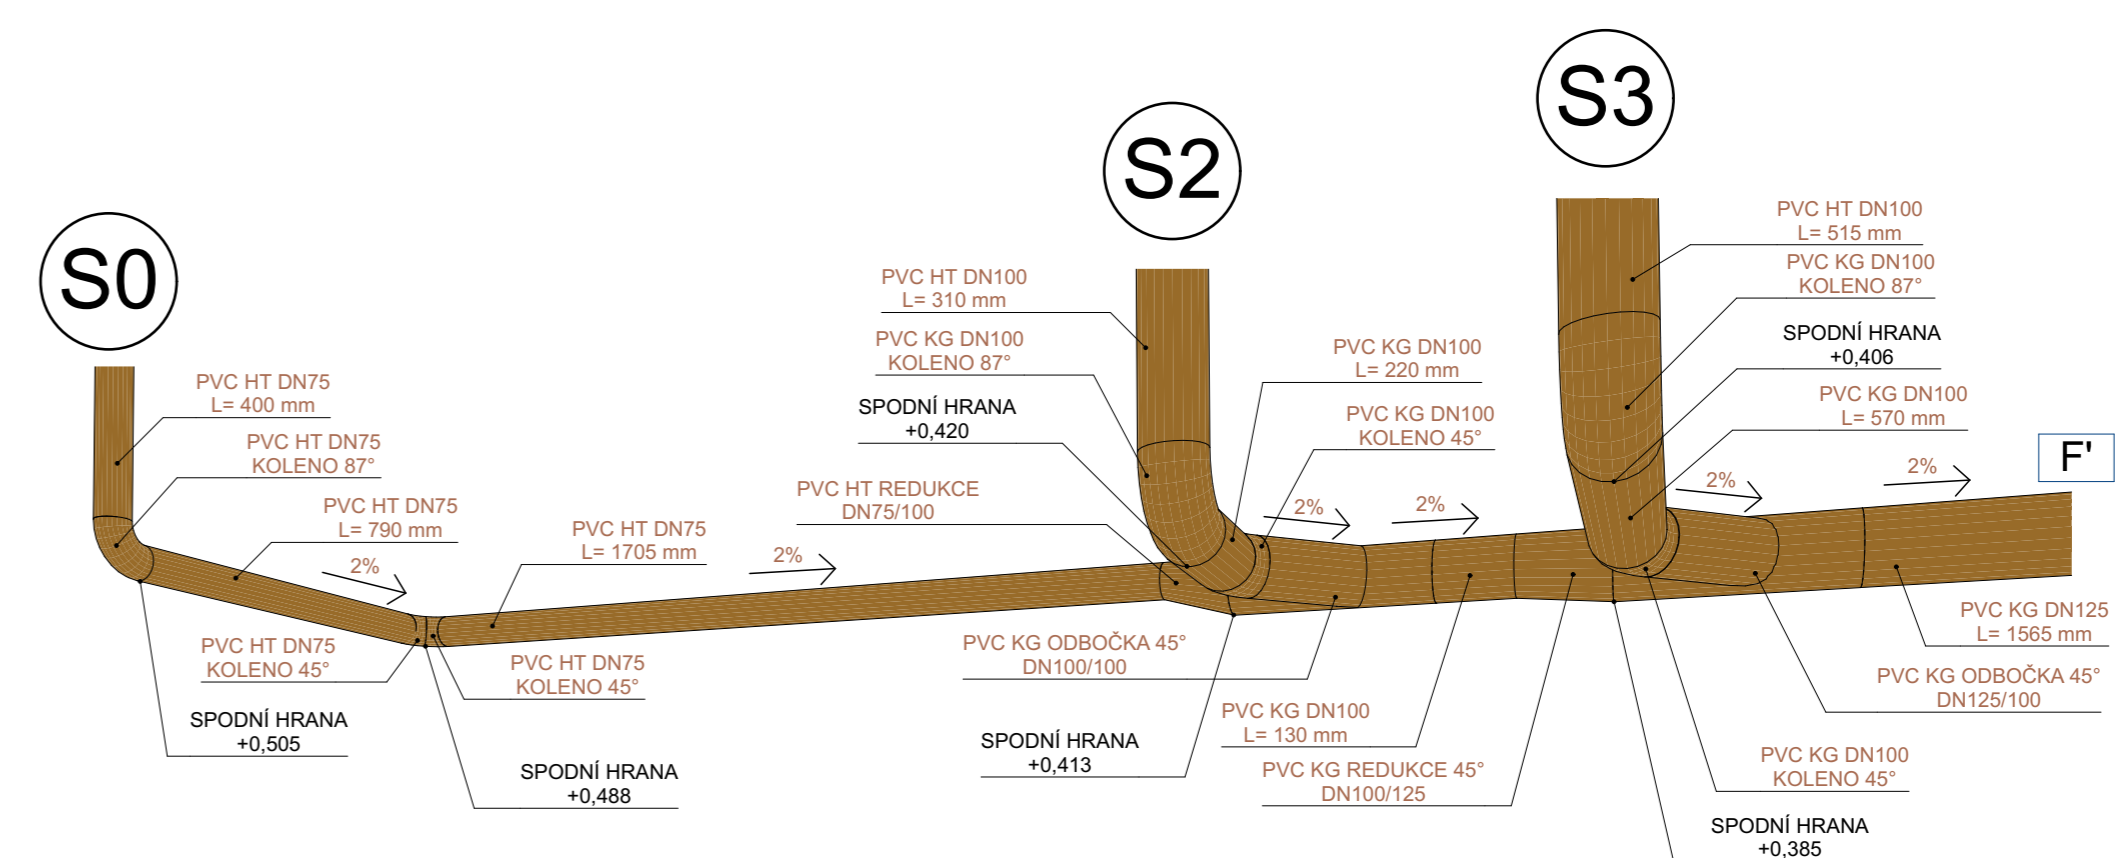 S0
S2
S3
PVC HT DN75
L= 400 mm
PVC HT DN75
KOLENO 87°
PVC HT DN75
L= 790 mm
2%
PVC HT DN75
L= 1705 mm
2%
PVC HT DN75
KOLENO 45°
PVC HT DN75
KOLENO 45°
SPODNÍ HRANA
+0,505
SPODNÍ HRANA
+0,488
PVC HT DN100
L= 310 mm
PVC KG DN100
KOLENO 87°
SPODNÍ HRANA
+0,420
PVC HT REDUKCE
DN75/100
PVC KG DN100
L= 220 mm
PVC KG DN100
KOLENO 45°
2%
2%
PVC KG ODBOČKA 45°
DN100/100
SPODNÍ HRANA
+0,413
PVC KG DN100
L= 130 mm
PVC KG REDUKCE 45°
DN100/125
PVC HT DN100
L= 515 mm
PVC KG DN100
KOLENO 87°
SPODNÍ HRANA
+0,406
PVC KG DN100
L= 570 mm
F'
2%
2%
PVC KG DN125
L= 1565 mm
PVC KG ODBOČKA 45°
DN125/100
PVC KG DN100
KOLENO 45°
SPODNÍ HRANA
+0,385